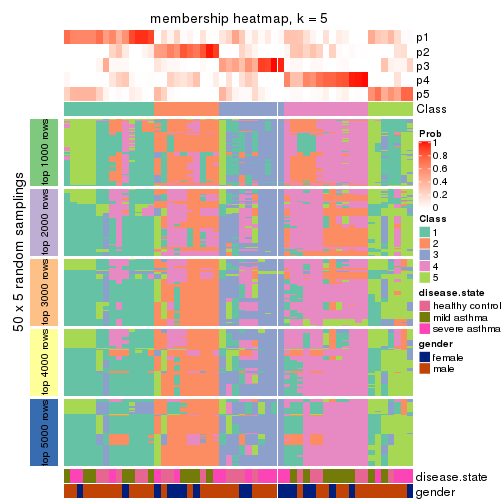 membership heatmap, k = 5
p1
p2
p3
p4
p5
Class
50 x 5 random samplings
top 1000 rows
top 2000 rows
top 3000 rows
top 4000 rows
top 5000 rows
disease.state
gender
Prob
1
0.8
0.6
0.4
0.2
0
Class
1
2
3
4
5
disease.state
healthy control
mild asthma
severe asthma
gender
female
male